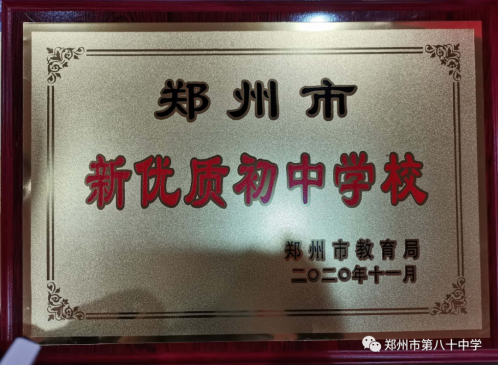 郑州市
新优质初中学校
郑州市教育局
二〇二〇年十一月
郑州市第八十中学